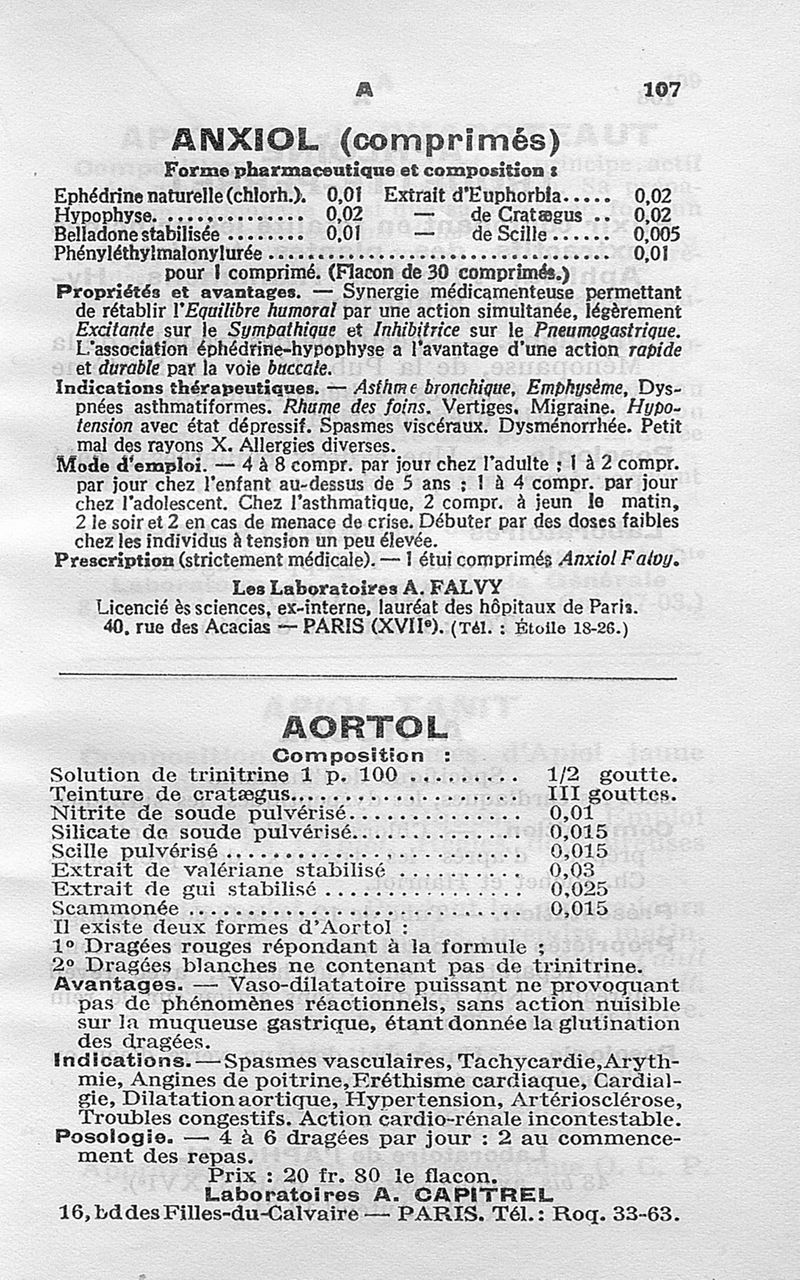 A 107
ANXIOL (comprimés)
Forme pharmaceutique et composition :
Ephédrine naturelle (chlorh.). 0,01 Extrait d'Euphorbia..... 0,02
Hypophyse. .............. 0,02 — de Cratægus .. 0,02
Belladone stabilisée ........ 0,01 — de Scille ...... 0,005
Phényléthylmalonylurée .................................. 0,01
pour 1 comprimé. (Flacon de 30 comprimés.)
Propriétés et avantages. — Synergie médicamenteuse permettant
de rétablir l'Equilibre humoral par une action simultanée, légèrement
Excitante sur le Sympathique et Inhibitrice sur le Pneumogastrique.
L'association éphédrine-hypophyse a l'avantage d'une action rapide
et durable par la voie buccale.
Indications thérapeutiques. — Asthme bronchique, Emphysème, Dys-
pnées asthmatiformes. Rhume des foins. Vertiges. Migraine. Hypo-
tension avec état dépressif. Spasmes viscéraux. Dysménorrhée. Petit
mal des rayons X. Allergies diverses.
Mode d'emploi. — 4 à 8 compr. par jour chez l'adulte ; 1 à 2 compr.
par jour chez l'enfant au-dessus de 5 ans ; 1 à 4 compr. par jour
chez l'adolescent. Chez l'asthmatique, 2 compr. à jeun le matin,
2 le soir et 2 en cas de menace de crise. Débuter par des doses faibles
chez les individus à tension un peu élevée.
Prescription (strictement médicale). — 1 étui comprimés Anxiol Falvy.
Les Laboratoires A. FALVY
Licencié ès sciences, ex-interne, lauréat des hôpitaux de Paris.
40, rue des Acacias — PARIS (XVIIe). (Tél. : Étoile 18-26.)
AORTOL
Composition :
Solution de trinitrine 1 p. 100 ......... 1/2 goutte.
Teinture de cratægus.................. III gouttes.
Nitrite de soude pulvérisé.............. 0,01
Silicate de soude pulvérisé............. 0,015
Scille pulvérisé ....................... 0,015
Extrait de valériane stabilisé .......... 0,03
Extrait de gui stabilisé ................ 0,025
Scammonée .......................... 0,015
Il existe deux formes d'Aortol :
1° Dragées rouges répondant à la formule ;
2° Dragées blanches ne contenant pas de trinitrine.
Avantages. — Vaso-dilatatoire puissant ne provoquant
pas de phénomènes réactionnels, sans action nuisible
sur la muqueuse gastrique, étant donnée la glutination
des dragées.
Indications. — Spasmes vasculaires, Tachycardie, Aryth-
mie, Angines de poitrine, Eréthisme cardiaque, Cardial-
gie, Dilatation aortique, Hypertension, Artériosclérose,
Troubles congestifs. Action cardio-rénale incontestable.
Posologie. — 4 à 6 dragées par jour : 2 au commence-
ment des repas.
Prix : 20 fr. 80 le flacon.
Laboratoires A. CAPITREL
16, bd des Filles-du-Calvaire — PARIS. Tél.: Roq. 33-63.